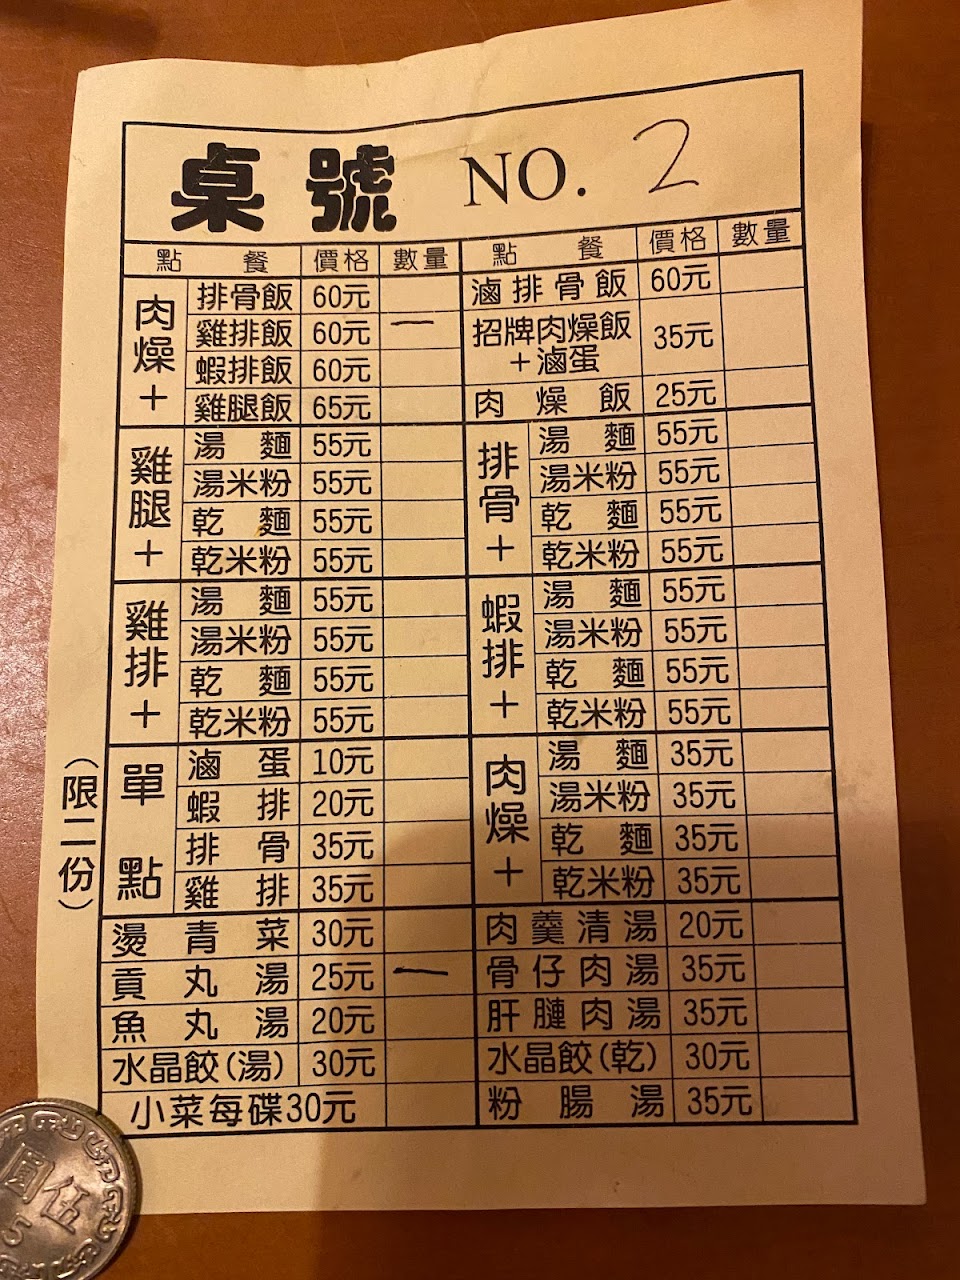 桌號 NO. 2
點餐 價格 數量 點餐 價格 數量
肉燥+ 排骨飯 60元 滷排骨飯 60元
雞排飯 60元 一 招牌肉燥飯+滷蛋 35元
蝦排飯 60元
雞腿飯 65元 肉燥飯 25元
雞腿+ 湯麵 55元 排骨+ 湯麵 55元
湯米粉 55元 湯米粉 55元
乾麵 55元 乾麵 55元
乾米粉 55元 乾米粉 55元
雞排+ 湯麵 55元 蝦排+ 湯麵 55元
湯米粉 55元 湯米粉 55元
乾麵 55元 乾麵 55元
乾米粉 55元 乾米粉 55元
(限二份) 單點 滷蛋 10元 肉燥+ 湯麵 35元
蝦排 20元 湯米粉 35元
排骨 35元 乾麵 35元
雞排 35元 乾米粉 35元
燙青菜 30元 肉羹清湯 20元
貢丸湯 25元 一 骨仔肉湯 35元
魚丸湯 20元 肝腱肉湯 35元
水晶餃(湯) 30元 水晶餃(乾) 30元
小菜每碟30元 粉腸湯 35元
圓伍
5